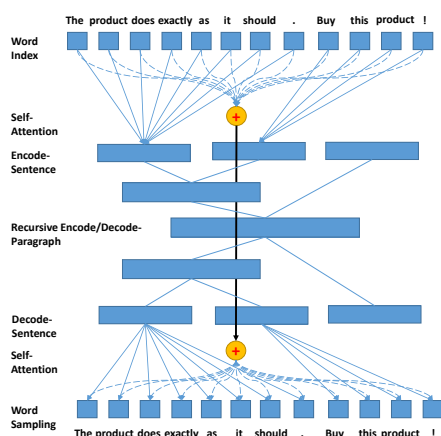 The product does exactly as it should . Buy this product !
Word
Index
+
Self-
Attention
Encode-
Sentence
Recursive Encode/Decode-
Paragraph
Decode-
Sentence
+
Self-
Attention
Word
Sampling
The product does exactly as it should . Buy this product !